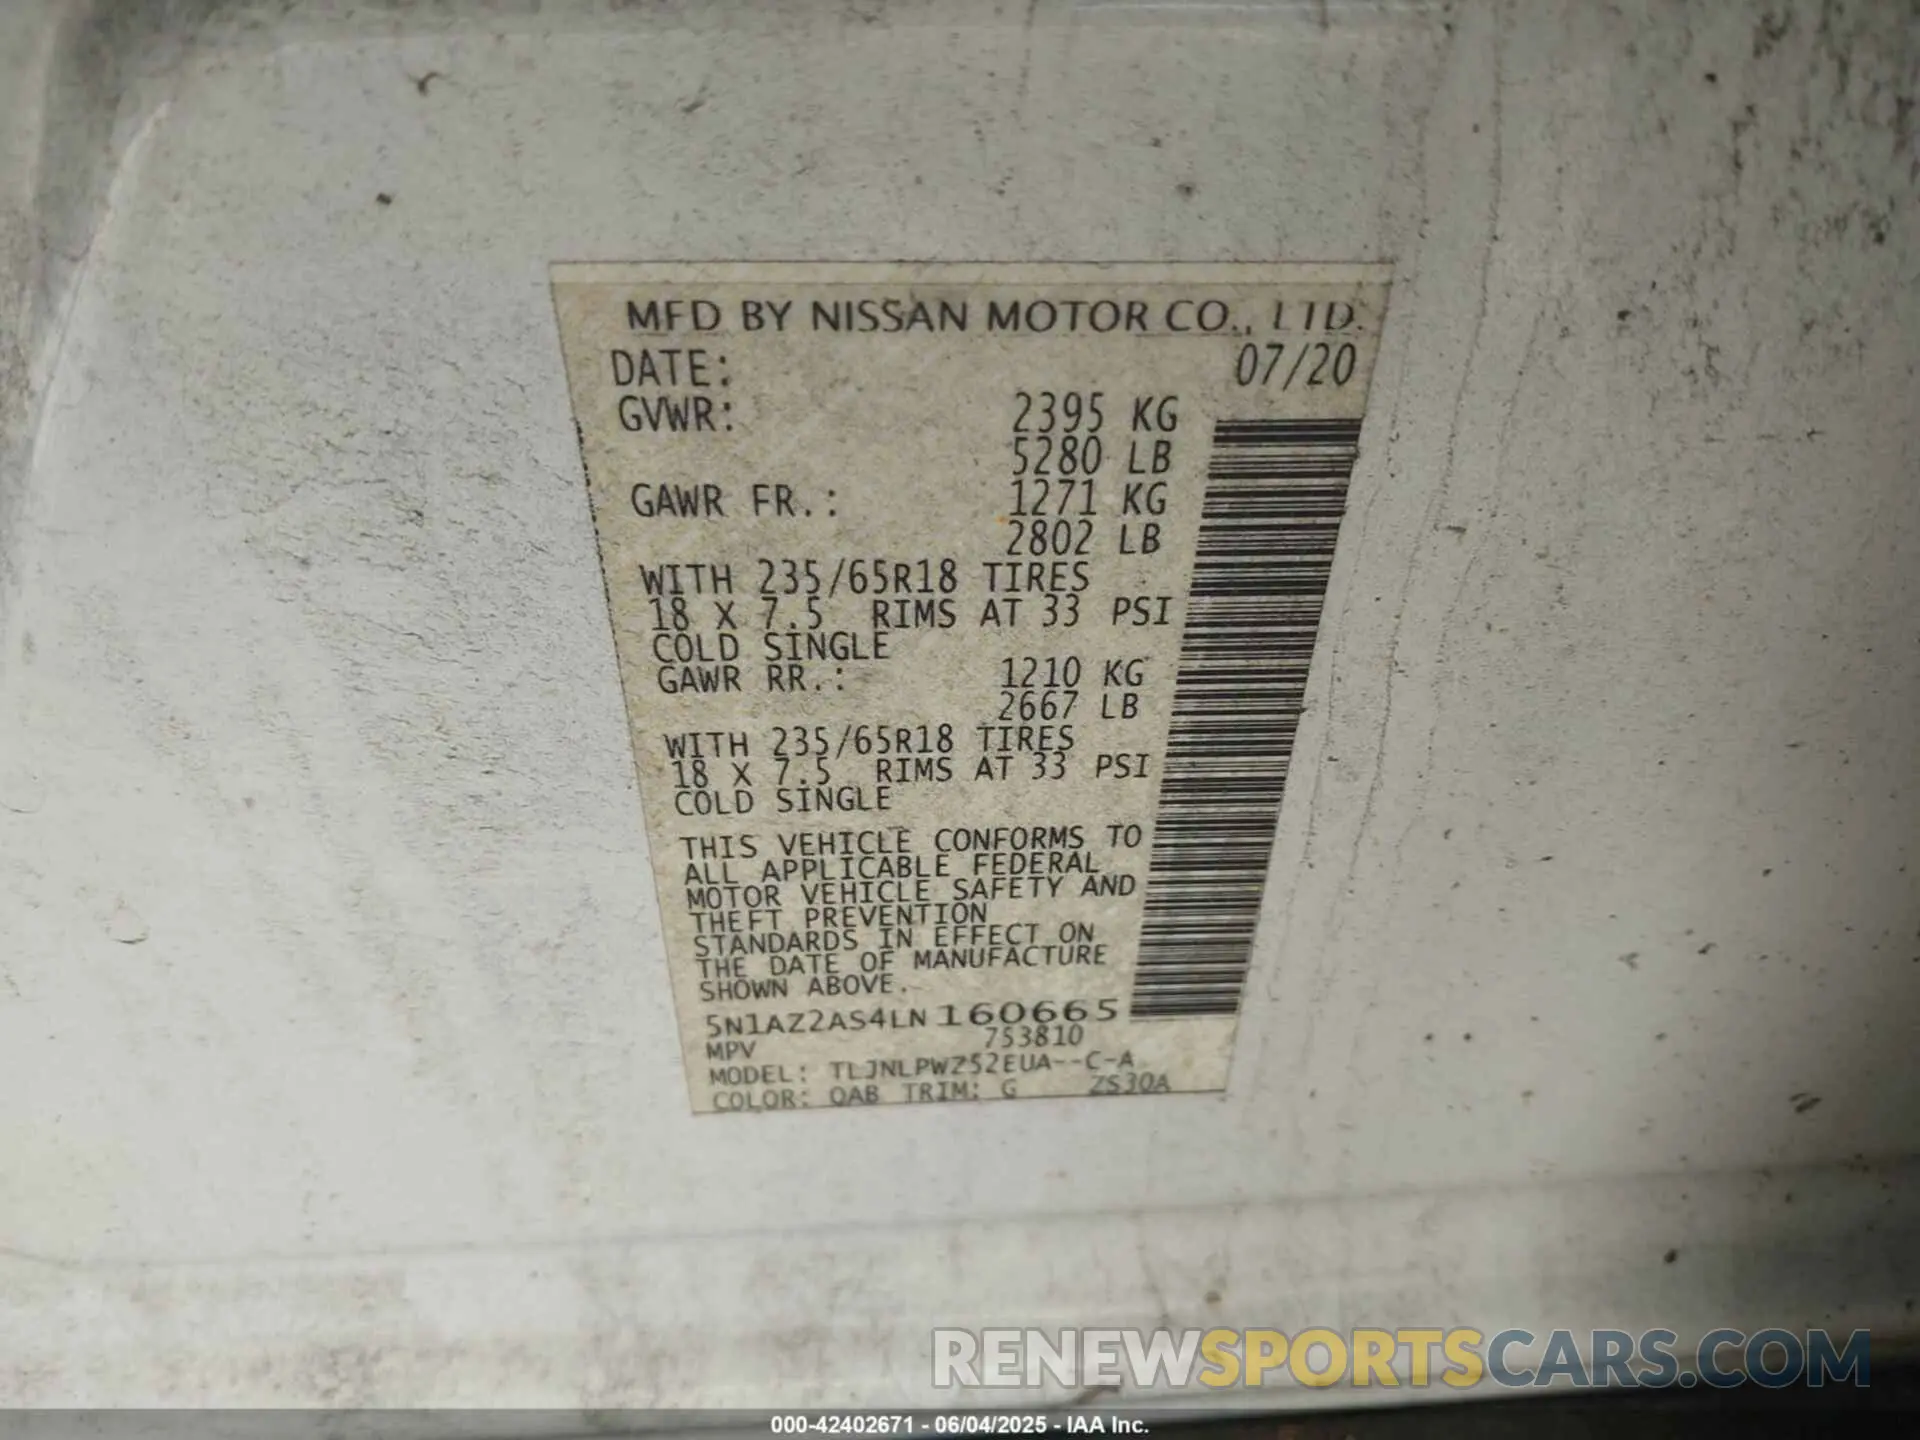 MFD BY NISSAN MOTOR CO., LTD.
DATE: 07/20
GVWR: 2395 KG
5280 LB
GAWR FR.: 1271 KG
2802 LB
WITH 235/65R18 TIRES
18 X 7.5 RIMS AT 33 PSI
COLD SINGLE
GAWR RR.: 1210 KG
2667 LB
WITH 235/65R18 TIRES
18 X 7.5 RIMS AT 33 PSI
COLD SINGLE
THIS VEHICLE CONFORMS TO
ALL APPLICABLE FEDERAL
MOTOR VEHICLE SAFETY AND
THEFT PREVENTION
STANDARDS IN EFFECT ON
THE DATE OF MANUFACTURE
SHOWN ABOVE.
5N1AZ2AS4LN 160665
MPV 753810
MODEL: TLJNLPWZ52EUA--C-A
COLOR: QAB TRIM: G ZS30A
RENEWSPORTSCARS.COM
000-42402671 - 06/04/2025 - IAA Inc.